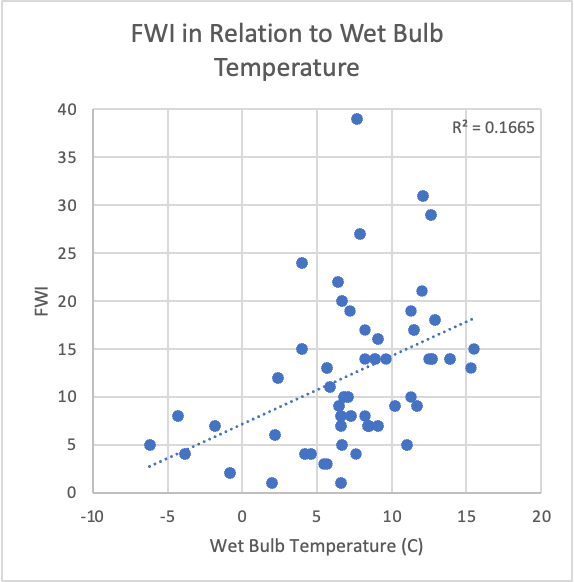 FWI in Relation to Wet Bulb
Temperature
R² = 0.1665
40
35
30
25
20
15
10
5
0
FWI
-10 -5 0 5 10 15 20
Wet Bulb Temperature (C)